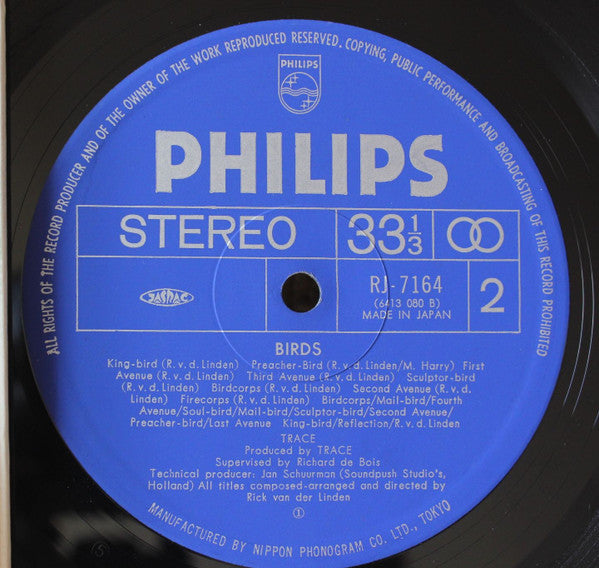 ALL RIGHTS OF THE RECORD PRODUCER AND OF THE OWNER OF THE WORK REPRODUCED RESERVED. COPYING, PUBLIC PERFORMANCE AND BROADCASTING OF THIS RECORD PROHIBITED
PHILIPS
PHILIPS
STEREO 33 1/3
JASRAC RJ-7164 2
(6413 080 B)
MADE IN JAPAN
BIRDS
King-bird (R. v. d. Linden) Preacher-Bird (R. v. d. Linden/M. Harry) First
Avenue (R. v. d. Linden) Third Avenue (R. v. d. Linden) Sculptor-bird
(R. v. d. Linden) Birdcorps (R. v. d. Linden) Second Avenue (R. v. d.
Linden) Firecorps (R. v. d. Linden) Birdcorps/Mail-bird/Fourth
Avenue/Soul-bird/Mail-bird/Sculptor-bird/Second Avenue/
Preacher-bird/Last Avenue King-bird/Reflection/R. v. d. Linden
TRACE
Produced by TRACE
Supervised by Richard de Bois
Technical producer: Jan Schuurman (Soundpush Studio's,
Holland) All titles composed-arranged and directed by
Rick van der Linden
①
MANUFACTURED BY NIPPON PHONOGRAM CO. LTD., TOKYO